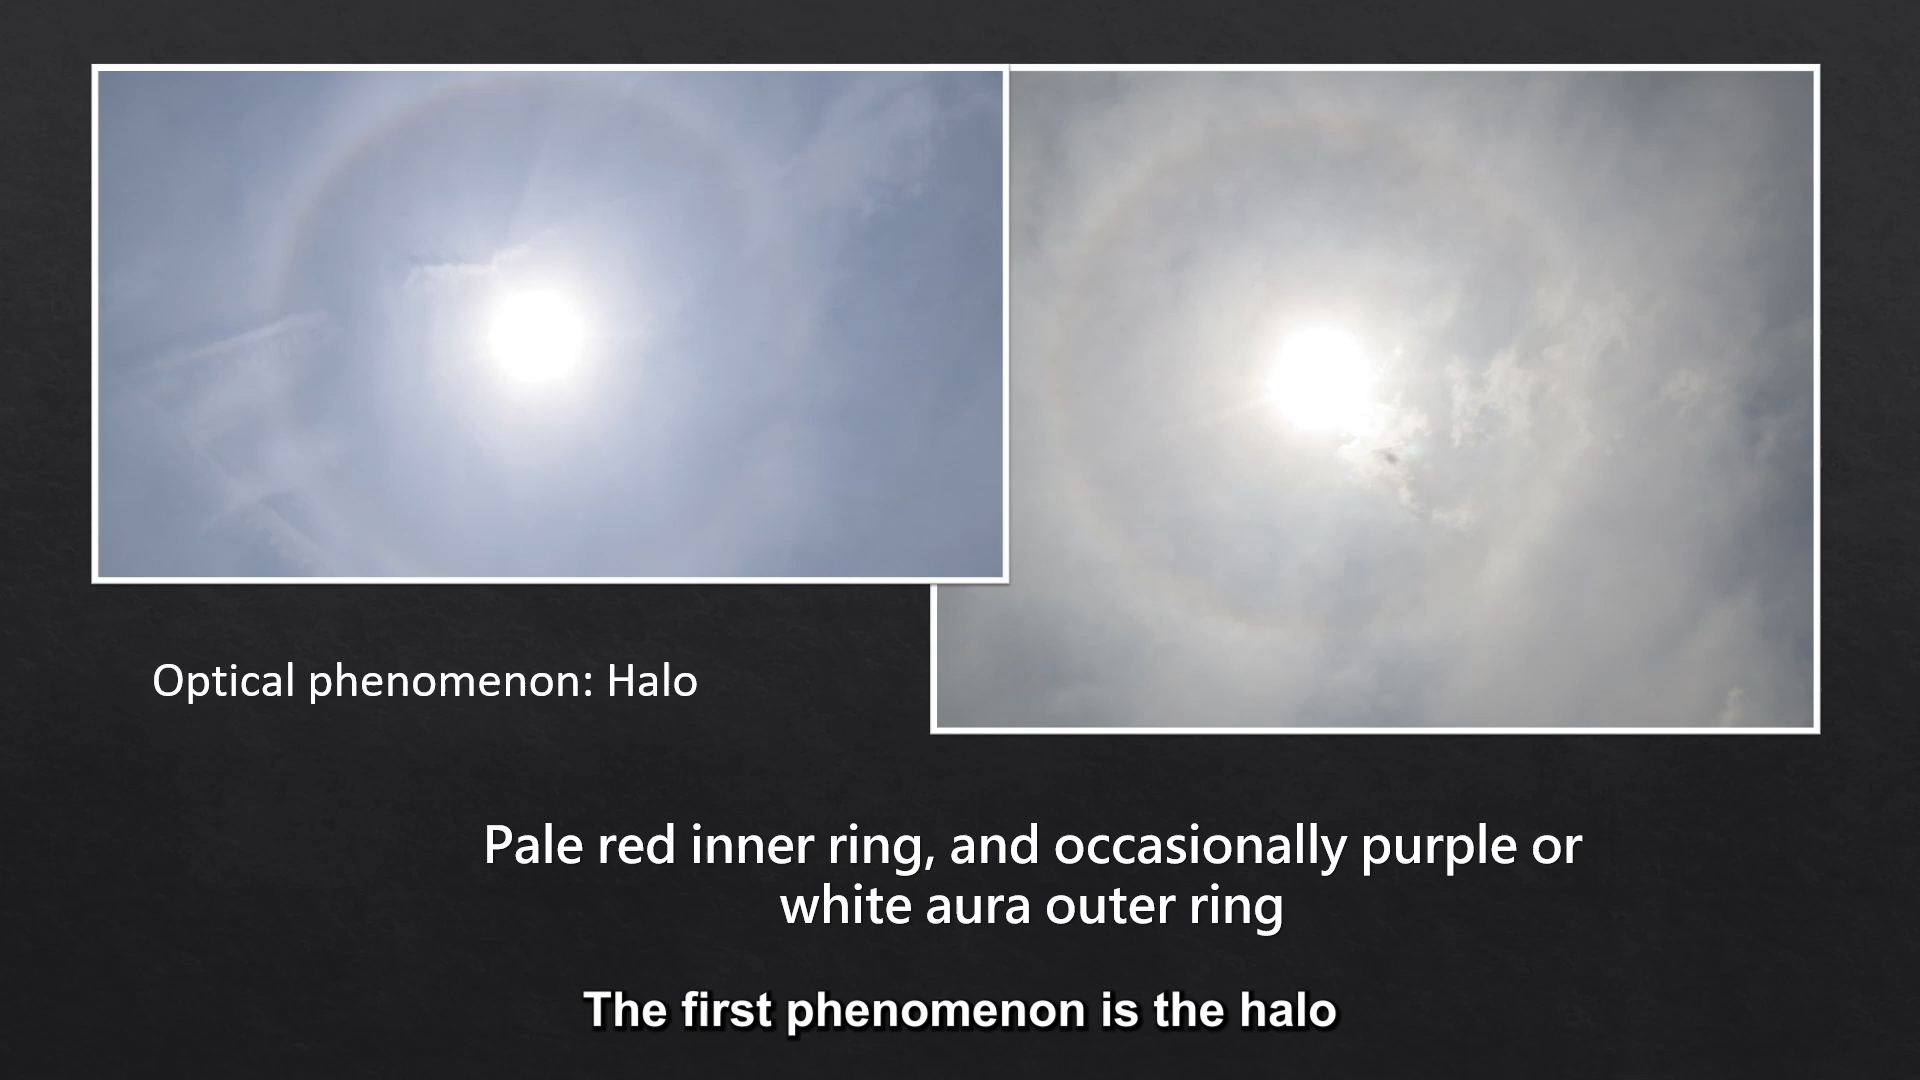 Optical phenomenon: Halo
Pale red inner ring, and occasionally purple or
white aura outer ring
The first phenomenon is the halo